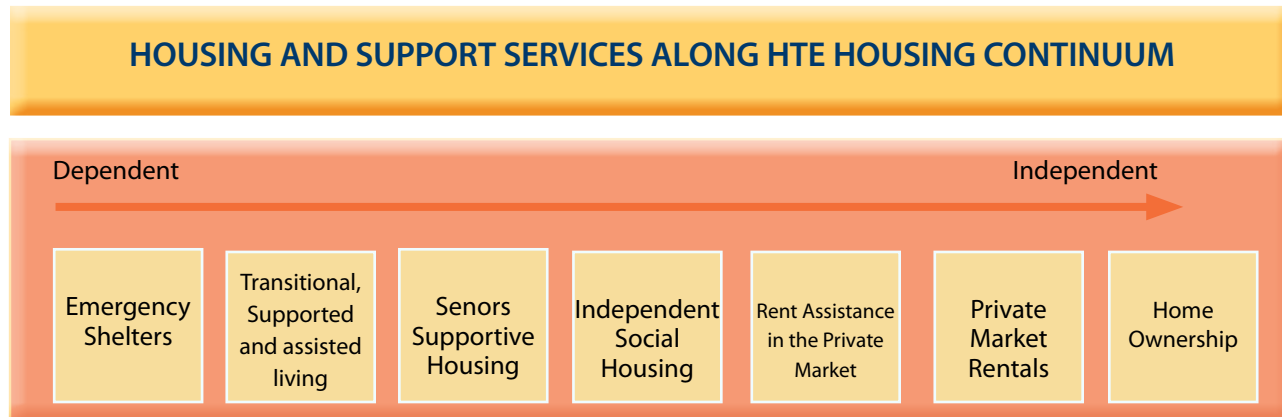 HOUSING AND SUPPORT SERVICES ALONG HTE HOUSING CONTINUUM
Dependent
Independent
Emergency
Shelters
Transitional,
Supported
and assisted
living
Senors
Supportive
Housing
Independent
Social
Housing
Rent Assistance
in the Private
Market
Private
Market
Rentals
Home
Ownership